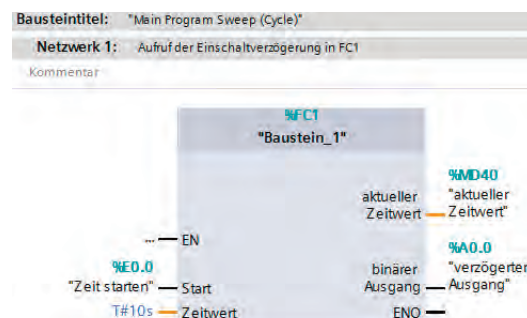 Bausteintitel: "Main Program Sweep (Cycle)"
Netzwerk 1: Aufruf der Einschaltverzögerung in FC1
Kommentar
%FC1
"Baustein_1"
%MD40
aktueller "aktueller
Zeitwert Zeitwert"
... EN
%A0.0
%E0.0 binärer "verzögerter
"Zeit starten" Start Ausgang Ausgang"
T#10s Zeitwert ENO